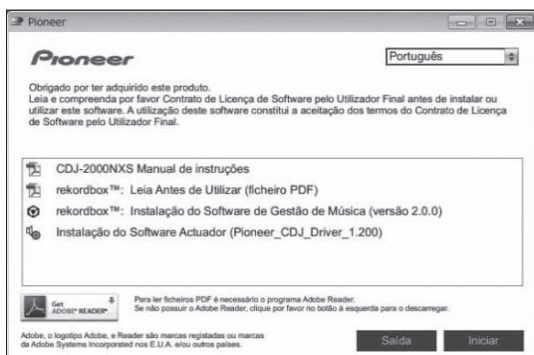 Pioneer
Pioneer
Português
Obrigado por ter adquirido este produto.
Leia e compreenda por favor Contrato de Licença de Software pelo Utilizador Final antes de instalar ou
utilizar este software. A utilização deste software constitui a aceitação dos termos do Contrato de Licença
de Software pelo Utilizador Final.
CDJ-2000NXS Manual de instruções
rekordbox™: Leia Antes de Utilizar (ficheiro PDF)
rekordbox™: Instalação do Software de Gestão de Música (versão 2.0.0)
Instalação do Software Actuador (Pioneer_CDJ_Driver_1.200)
Get
ADOBE® READER®
Para ler ficheiros PDF é necessário o programa Adobe Reader.
Se não possuir o Adobe Reader, clique por favor no botão à esquerda para o descarregar.
Adobe, o logotipo Adobe, e Reader são marcas registadas ou marcas
da Adobe Systems Incorporated nos E.U.A. e/ou outros países.
Saída
Iniciar